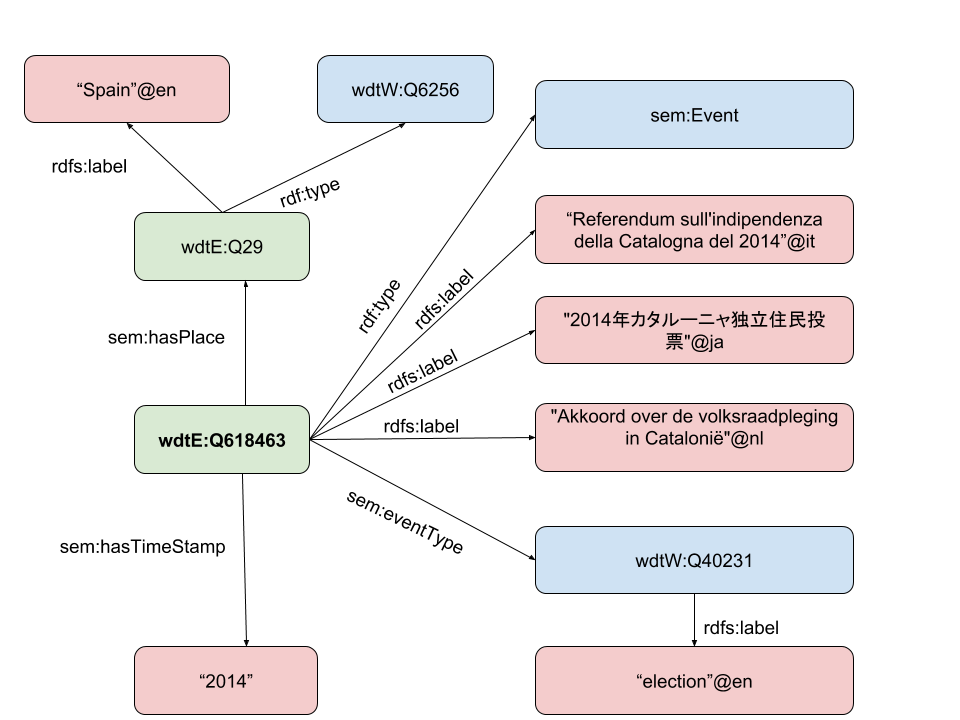 “Spain”@en
wdtW:Q6256
sem:Event
rdfs:label
rdf:type
“Referendum sull'indipendenza
della Catalogna del 2014”@it
wdtE:Q29
rdf:type
rdfs:label
"2014年カタルーニャ独立住民投
票"@ja
sem:hasPlace
rdfs:label
"Akkoord over de volksraadpleging
in Catalonië"@nl
rdfs:label
wdtE:Q618463
sem:eventType
sem:hasTimeStamp
wdtW:Q40231
rdfs:label
“2014”
“election”@en